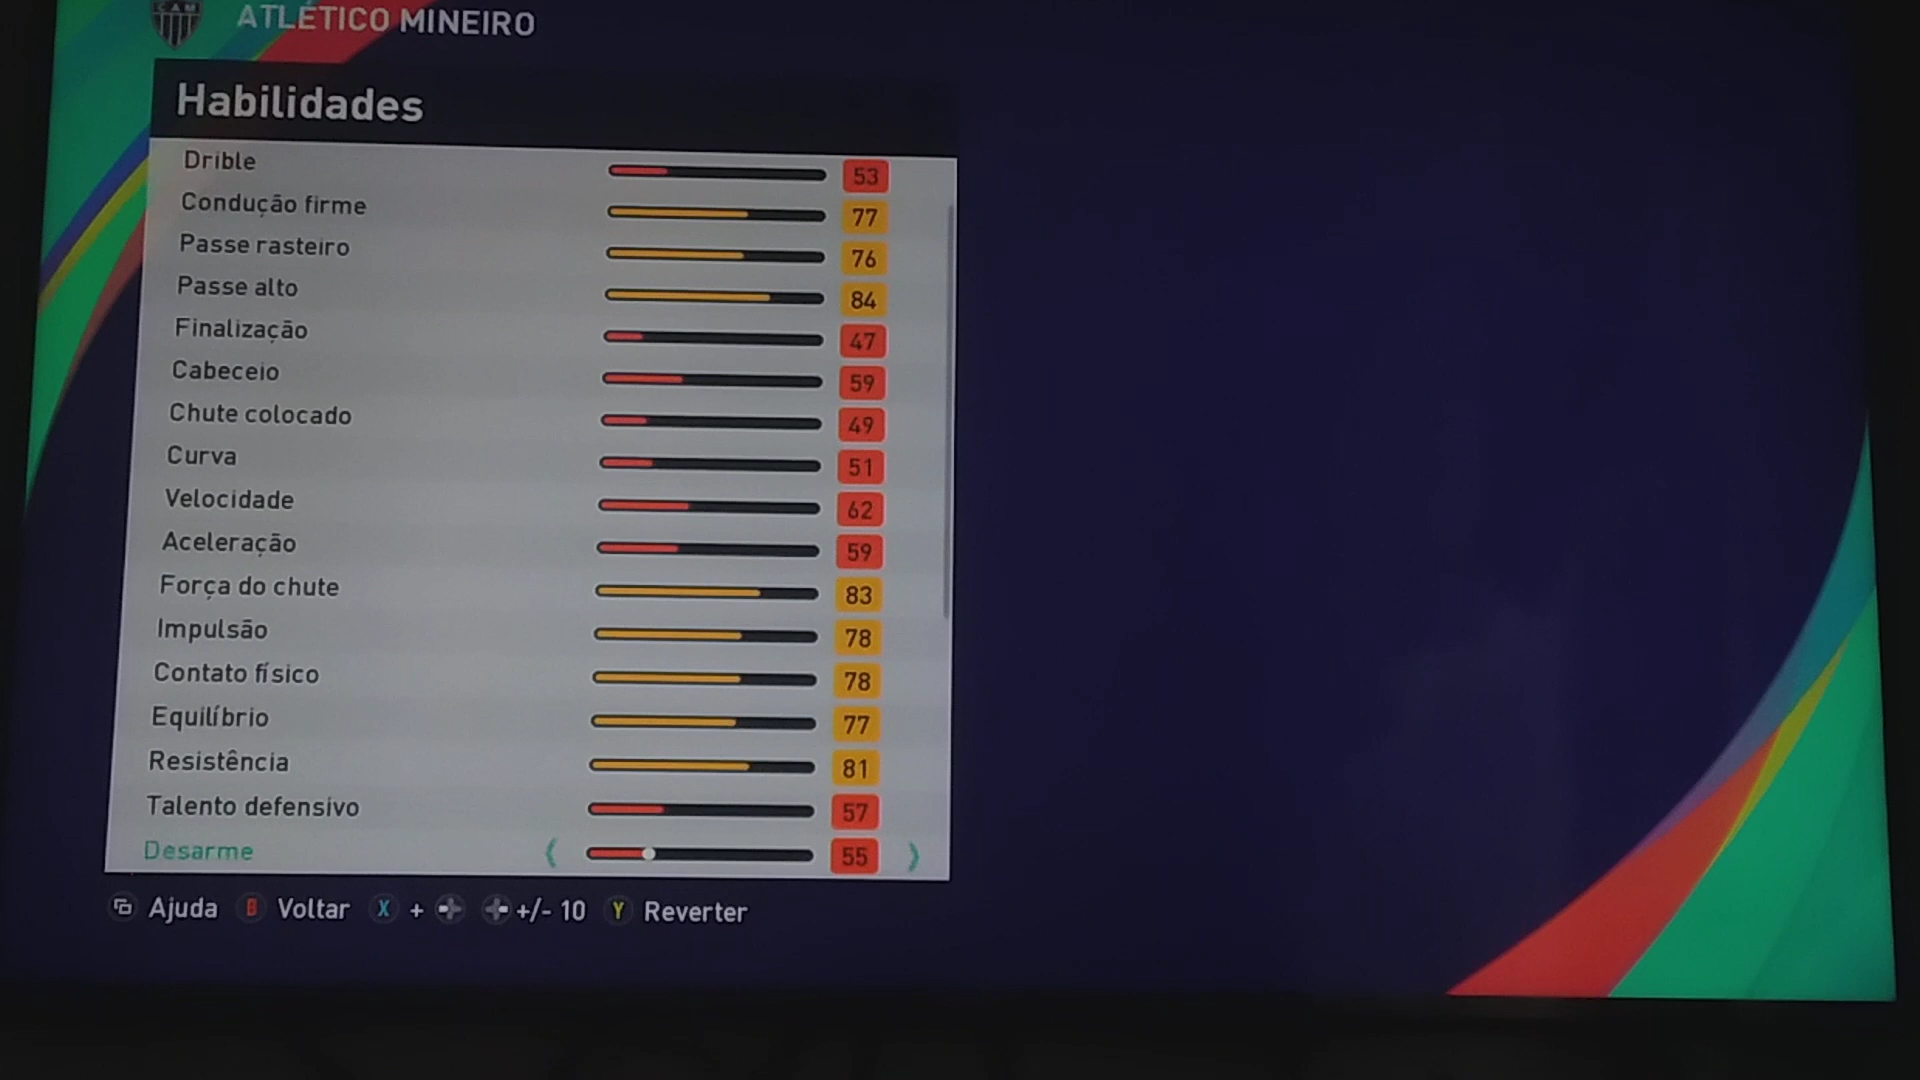 CAM
ATLÉTICO MINEIRO
Habilidades
Drible 53
Condução firme 77
Passe rasteiro 76
Passe alto 84
Finalização 47
Cabeceio 59
Chute colocado 49
Curva 51
Velocidade 62
Aceleração 59
Força do chute 83
Impulsão 78
Contato físico 78
Equilíbrio 77
Resistência 81
Talento defensivo 57
Desarme 55
Ajuda B Voltar X + +/- 10 Y Reverter